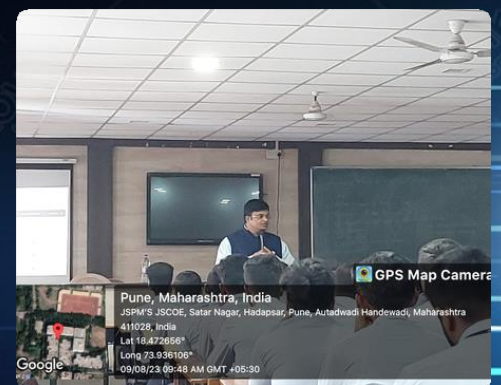 GPS Map Camera
Pune, Maharashtra, India
JSPM'S JSCOE, Satar Nagar, Hadapsar, Pune, Autadwadi Handewadi, Maharashtra
411028, India
Lat 18.472656°
Long 73.936106°
09/08/23 09:48 AM GMT +05:30
Google